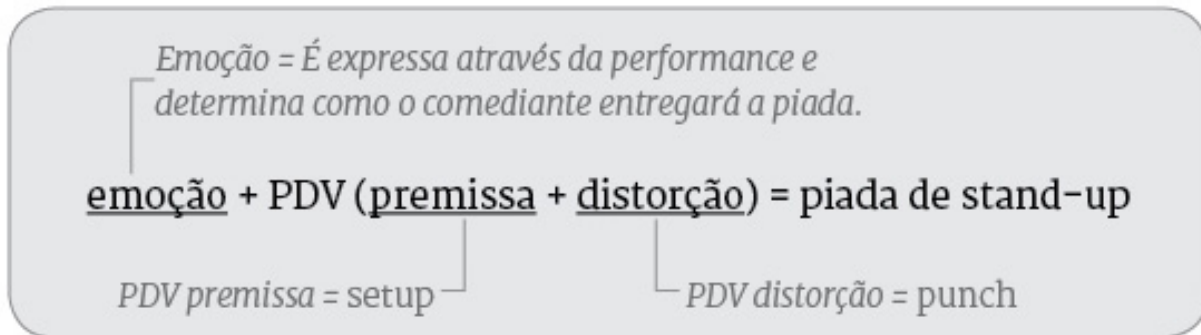 Emoção = É expressa através da performance e
determina como o comediante entregará a piada.
emoção + PDV (premissa + distorção) = piada de stand-up
PDV premissa = setup
PDV distorção = punch